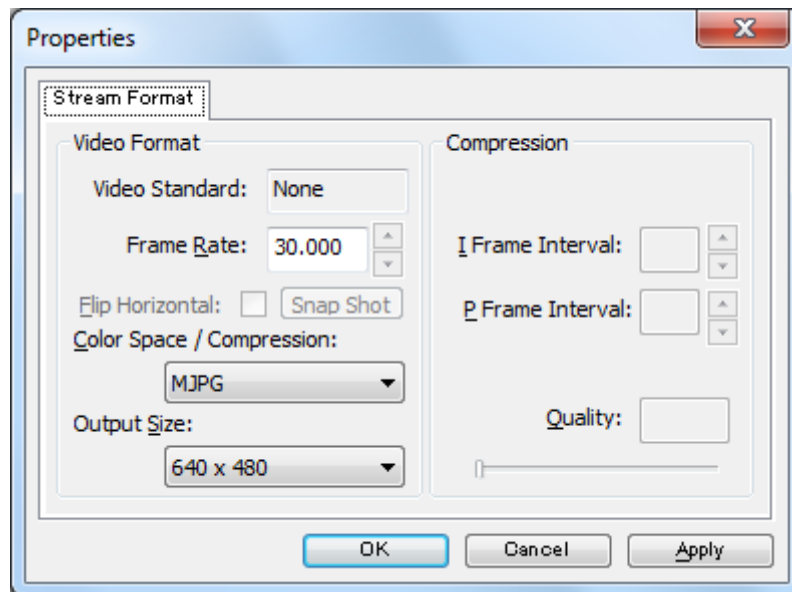 Properties
Stream Format
Video Format
Video Standard: None
Frame Rate: 30.000
Flip Horizontal: Snap Shot
Color Space / Compression:
MJPG
Output Size:
640 x 480
Compression
I Frame Interval:
P Frame Interval:
Quality:
OK Cancel Apply